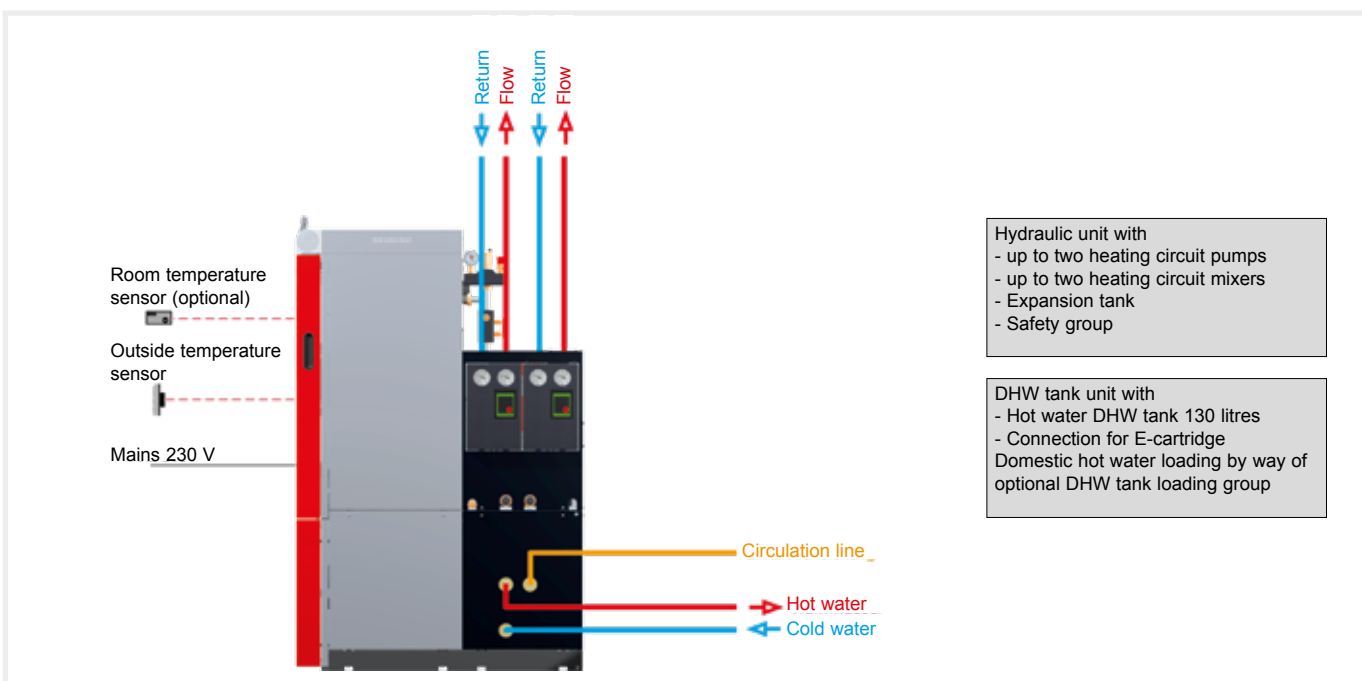 Return
Flow
Return
Flow
Room temperature
sensor (optional)
Outside temperature
sensor
Mains 230 V
Circulation line
Hot water
Cold water
Hydraulic unit with
- up to two heating circuit pumps
- up to two heating circuit mixers
- Expansion tank
- Safety group
DHW tank unit with
- Hot water DHW tank 130 litres
- Connection for E-cartridge
Domestic hot water loading by way of
optional DHW tank loading group